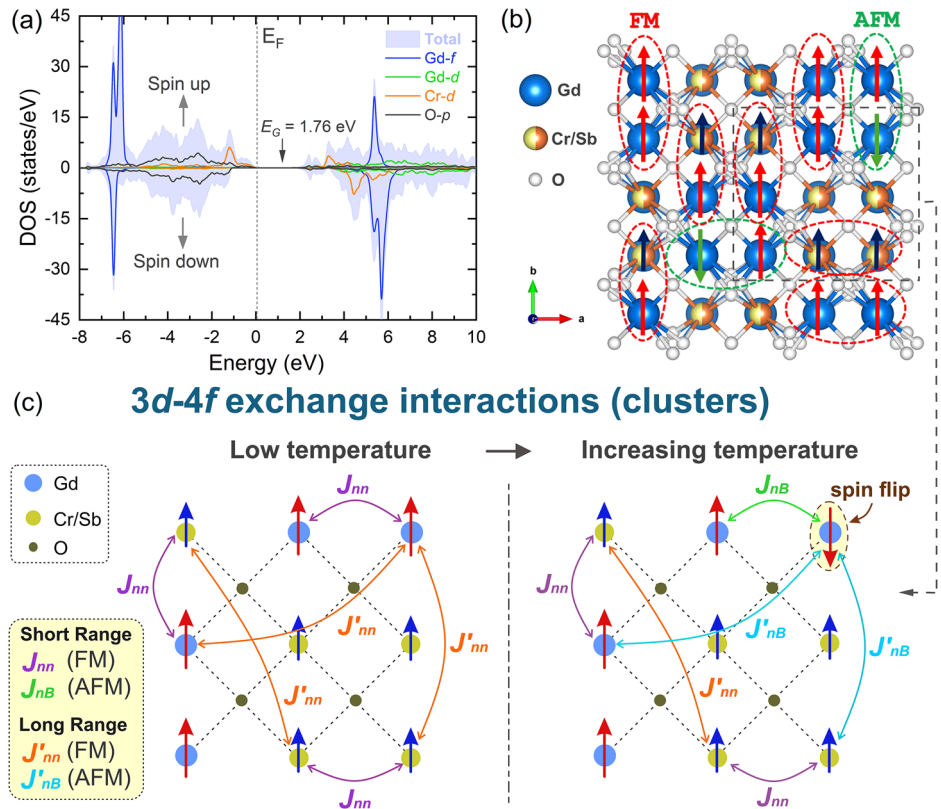 (a)
45
30
15
0
-15
-30
-45
DOS (states/eV)
E_F
Total
Gd-f
Gd-d
Cr-d
O-p
Spin up
E_G = 1.76 eV
Spin down
-8 -6 -4 -2 0 2 4 6 8 10
Energy (eV)
(b)
FM
AFM
Gd
Cr/Sb
O
b
a
(c)
3d-4f exchange interactions (clusters)
Low temperature
Increasing temperature
Gd
Cr/Sb
O
Short Range
J_nn (FM)
J_nB (AFM)
Long Range
J'_nn (FM)
J'_nB (AFM)
J_nn
J_nn
J'_nn
J'_nn
J'_nn
J_nn
J_nB
spin flip
J_nn
J'_nB
J'_nB
J'_nn
J_nn